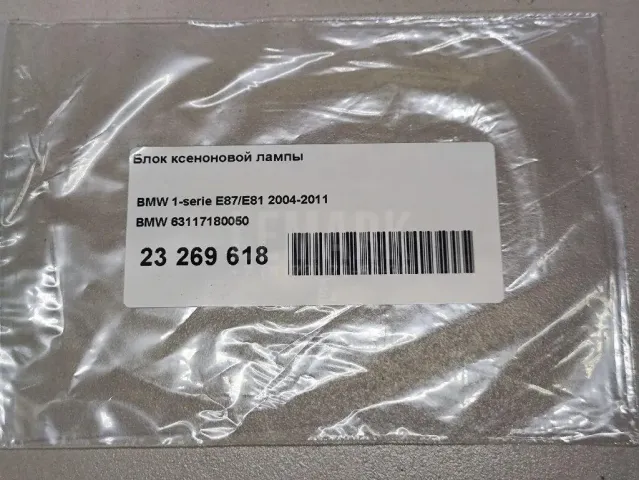 Блок ксеноновой лампы
BMW 1-serie E87/E81 2004-2011
BMW 63117180050
23 269 618